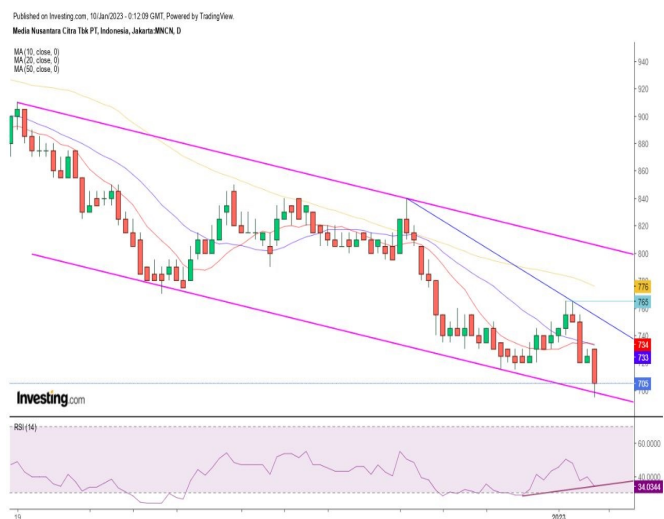 Published on Investing.com, 10/Jan/2023 - 0:12:09 GMT, Powered by TradingView.
Media Nusantara Citra Tbk PT, Indonesia, Jakarta:MNCN, D
MA (10, close, 0)
MA (20, close, 0)
MA (50, close, 0)
940
920
900
880
860
840
820
800
776
765
740
734
733
705
Investing.com
RSI (14)
60.0000
40.0000
34.0344
19
2023